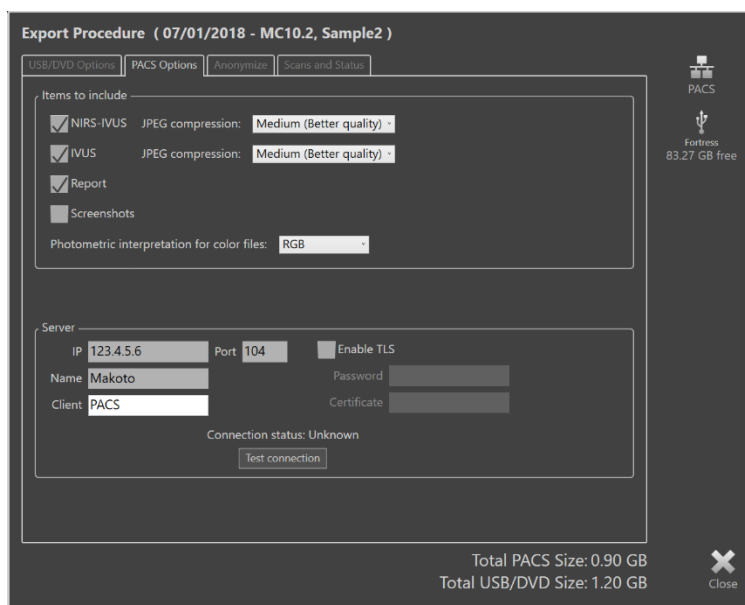 Export Procedure ( 07/01/2018 - MC10.2, Sample2 )
USB/DVD Options PACS Options Anonymize Scans and Status
PACS
Fortress
83.27 GB free
Items to include
NIRS-IVUS JPEG compression: Medium (Better quality)
IVUS JPEG compression: Medium (Better quality)
Report
Screenshots
Photometric interpretation for color files: RGB
Server
IP 123.4.5.6 Port 104 Enable TLS
Name Makoto Password
Client PACS Certificate
Connection status: Unknown
Test connection
Total PACS Size: 0.90 GB
Total USB/DVD Size: 1.20 GB
Close